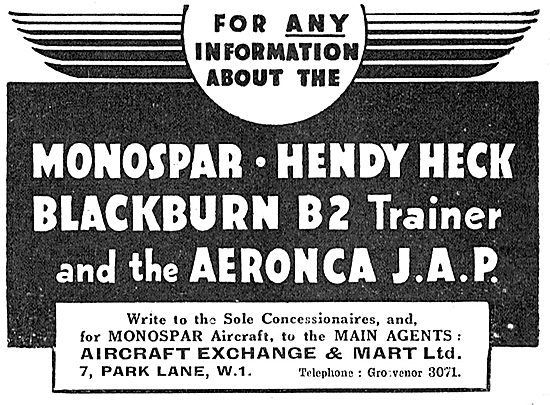 FOR ANY
INFORMATION
ABOUT THE
MONOSPAR · HENDY HECK
BLACKBURN B2 Trainer
and the AERONCA J.A.P.
Write to the Sole Concessionaires, and,
for MONOSPAR Aircraft, to the MAIN AGENTS :
AIRCRAFT EXCHANGE & MART Ltd.
7, PARK LANE, W.1. Telephone : Grosvenor 3071.